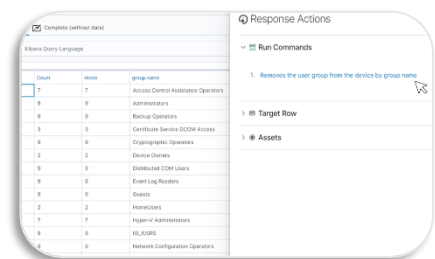 Complete (without data)
Kibana Query Language
Count Hosts group.name
7 7 Access Control Assistance Operators
9 9 Administrators
9 9 Backup Operators
3 3 Certificate Service DCOM Access
9 9 Cryptographic Operators
2 2 Device Owners
9 9 Distributed COM Users
9 9 Event Log Readers
9 9 Guests
2 2 HomeUsers
7 7 Hyper-V Administrators
9 9 IIS_IUSRS
9 9 Network Configuration Operators
Response Actions
Run Commands
1. Removes the user group from the device by group name
Target Row
Assets